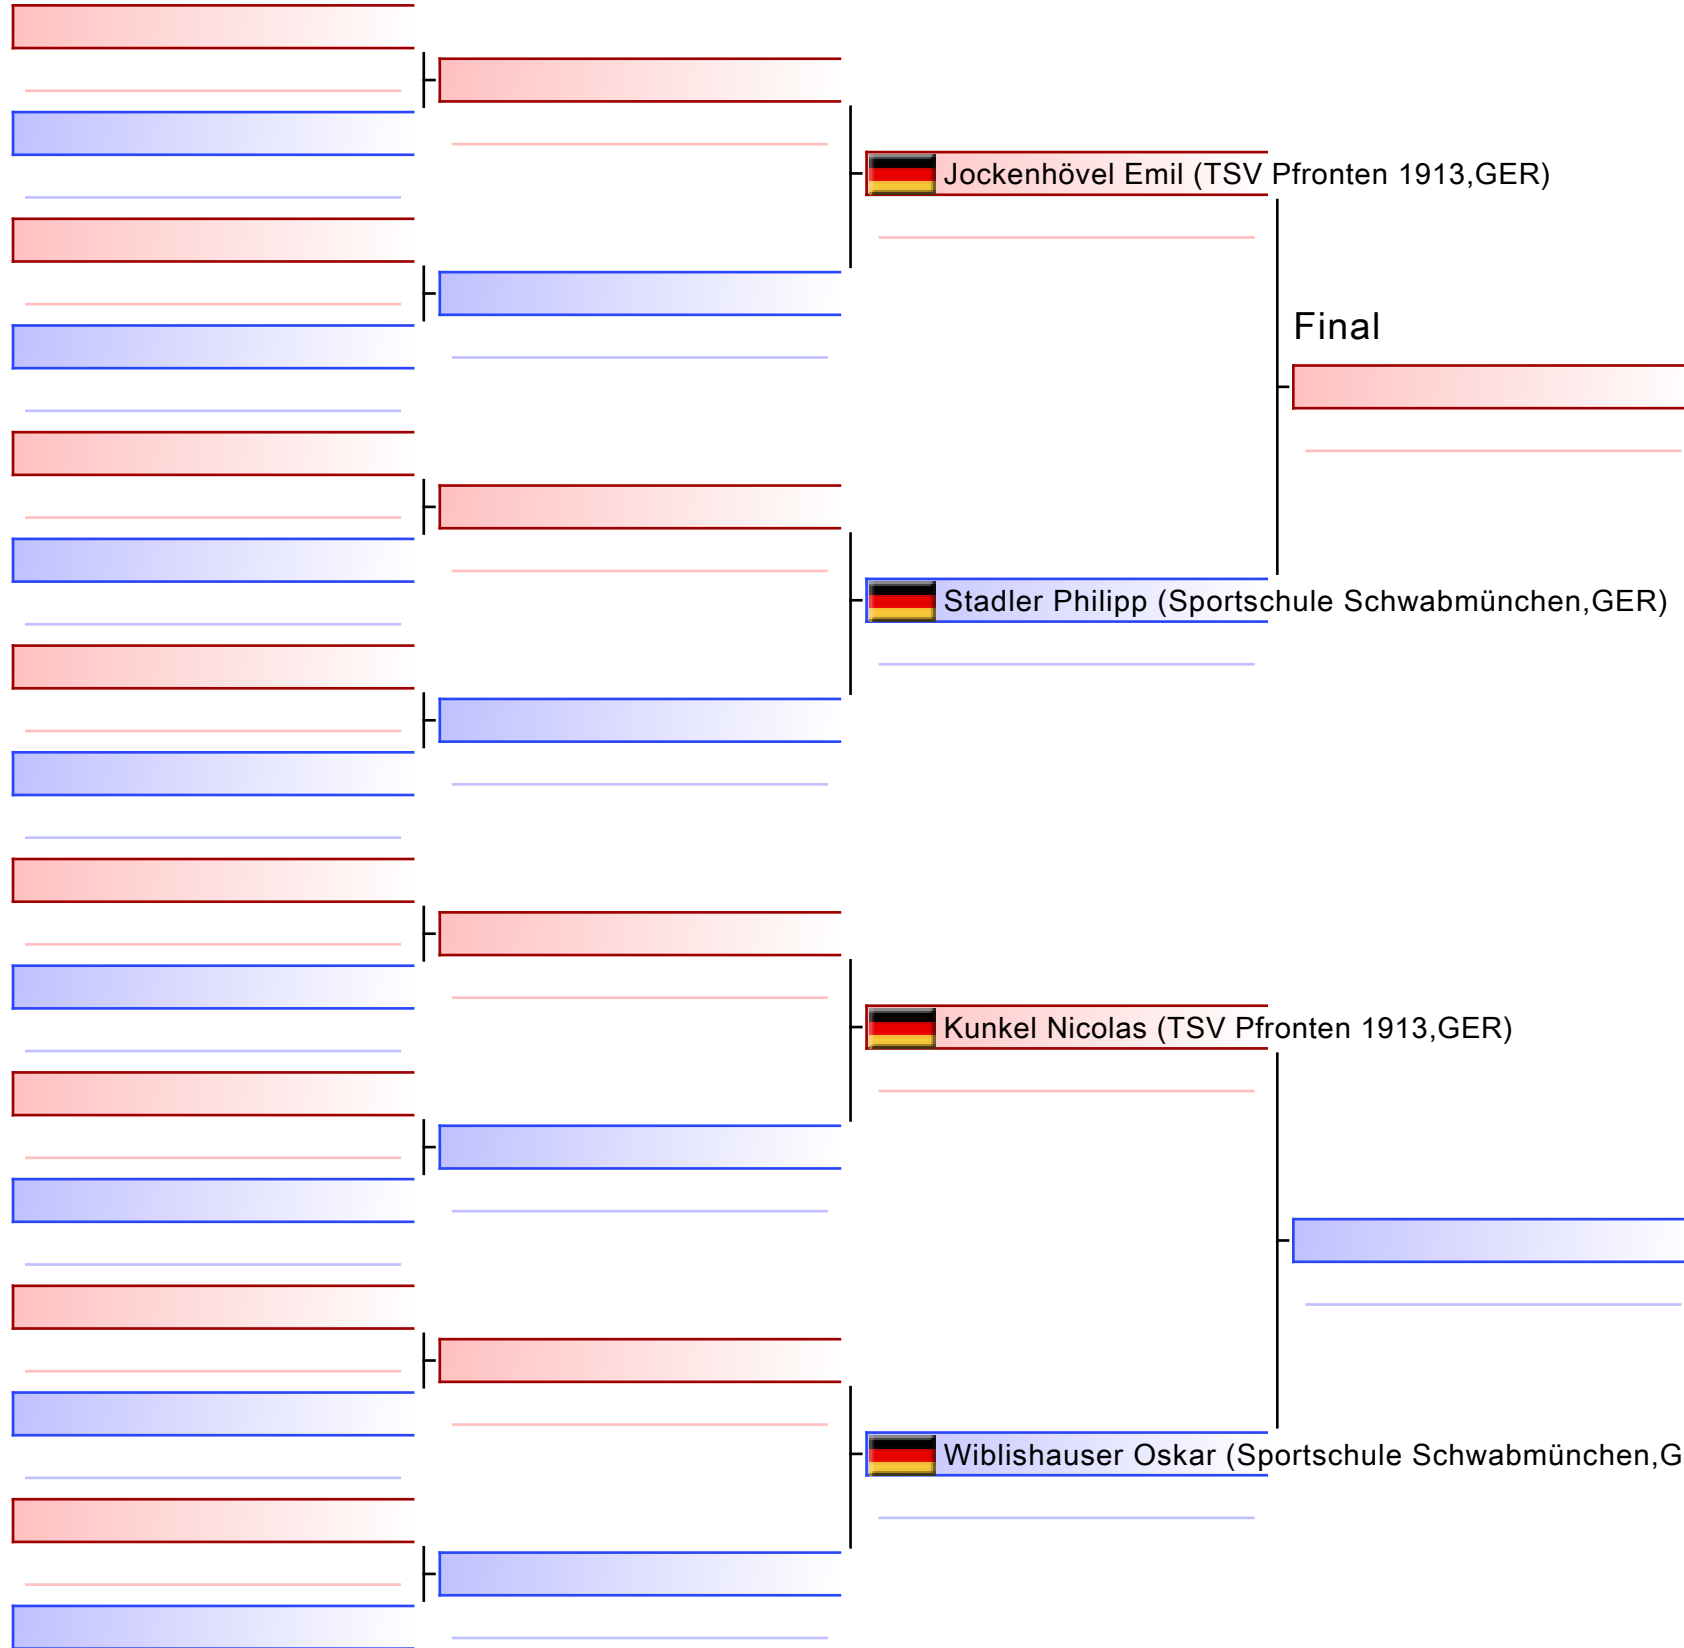 Jockenhövel Emil (TSV Pfronten 1913,GER)
Final
Stadler Philipp (Sportschule Schwabmünchen,GER)
Kunkel Nicolas (TSV Pfronten 1913,GER)
Wiblishauser Oskar (Sportschule Schwabmünchen,G